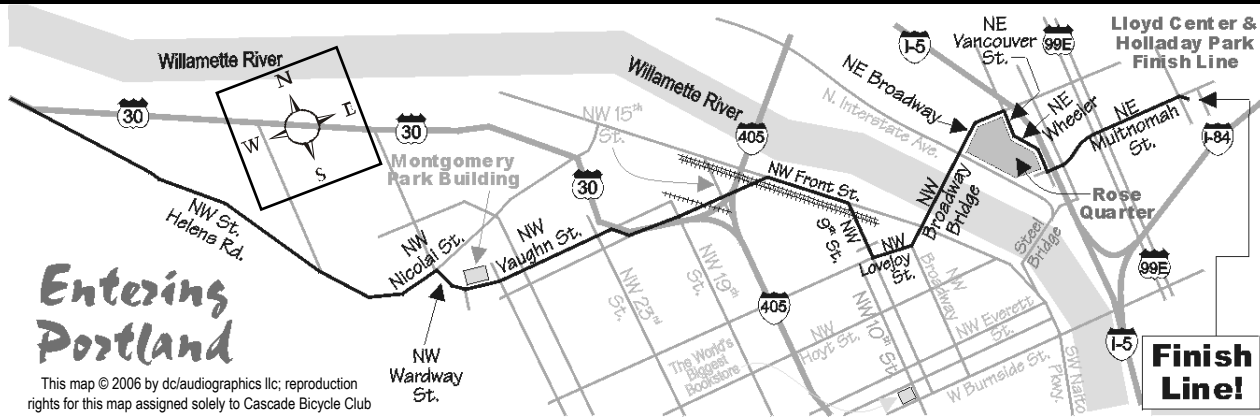 Willamette River
30
N
E
S
W
30
NW St.
Helens Rd.
Montgomery
Park Building
NW
Nicolai St.
NW
Wardway
St.
NW
Vaughn St.
30
NW 15th
St.
NW 23rd
St.
NW 19th
St.
405
Willamette River
405
NW Front St.
NW
9th St.
NW
Lovejoy
St.
NW
Broadway
Bridge
NW
Broadway
NW
Hoyt St.
NW 10th St.
NW Everett
St.
W Burnside St.
The World's
Biggest
Bookstore
SW Naito
Pkwy.
Steel
Bridge
N. Interstate Ave.
NE Broadway
I-5
NE
Vancouver
St.
99E
NE
Wheeler
NE
Multnomah
St.
Rose
Quarter
Lloyd Center &
Holladay Park
Finish Line
I-84
99E
I-5
Finish
Line!
Entering
Portland
This map © 2006 by dc/audiographics llc; reproduction
rights for this map assigned solely to Cascade Bicycle Club